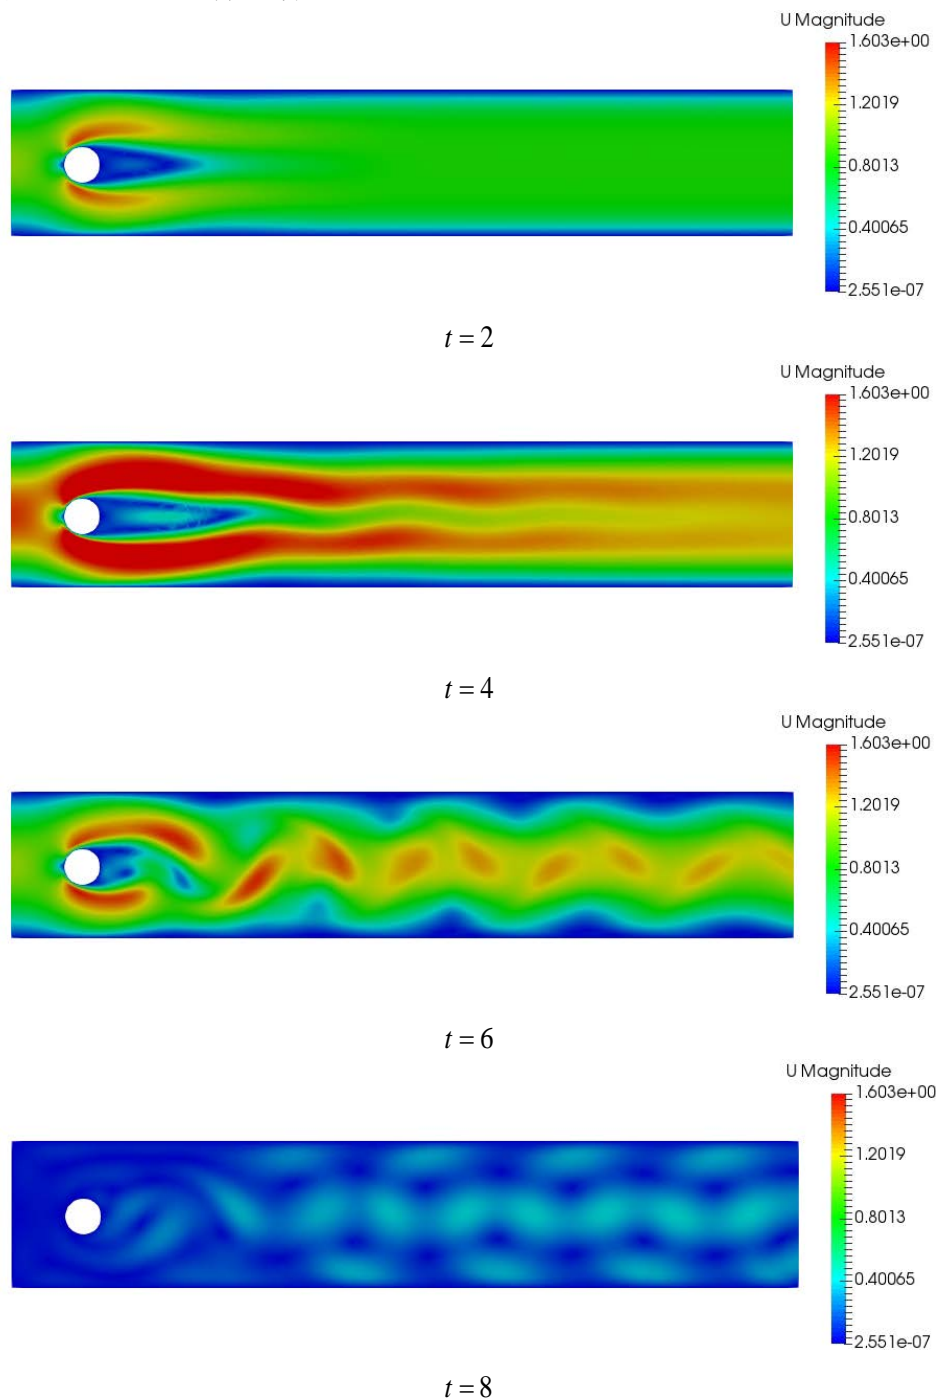 U Magnitude
1.603e+00
1.2019
0.8013
0.40065
2.551e-07
t = 2
U Magnitude
1.603e+00
1.2019
0.8013
0.40065
2.551e-07
t = 4
U Magnitude
1.603e+00
1.2019
0.8013
0.40065
2.551e-07
t = 6
U Magnitude
1.603e+00
1.2019
0.8013
0.40065
2.551e-07
t = 8